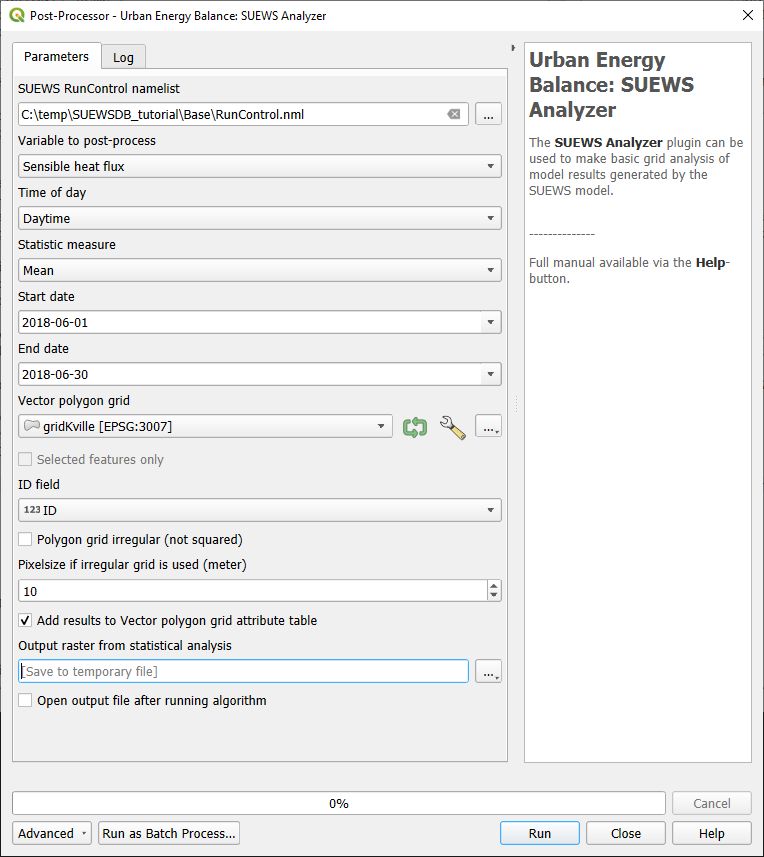 Post-Processor - Urban Energy Balance: SUEWS Analyzer
Parameters
Log
SUEWS RunControl namelist
C:\temp\SUEWSDB_tutorial\Base\RunControl.nml
...
Variable to post-process
Sensible heat flux
Time of day
Daytime
Statistic measure
Mean
Start date
2018-06-01
End date
2018-06-30
Vector polygon grid
gridKville [EPSG:3007]
...
Selected features only
ID field
123 ID
Polygon grid irregular (not squared)
Pixelsize if irregular grid is used (meter)
10
Add results to Vector polygon grid attribute table
Output raster from statistical analysis
[Save to temporary file]
...
Open output file after running algorithm
Urban Energy
Balance: SUEWS
Analyzer
The SUEWS Analyzer plugin can be
used to make basic grid analysis of
model results generated by the
SUEWS model.
--------------
Full manual available via the Help-
button.
0%
Cancel
Advanced
Run as Batch Process...
Run
Close
Help